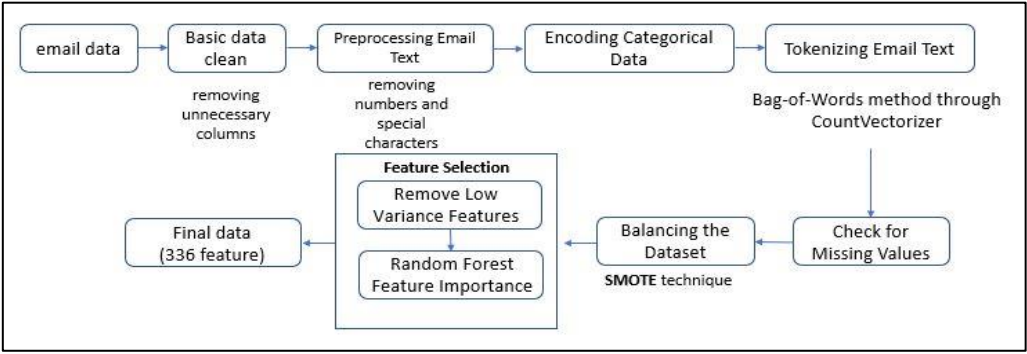 email data
Basic data
clean
removing
unnecessary
columns
Preprocessing Email
Text
removing
numbers and
special
characters
Encoding Categorical
Data
Tokenizing Email Text
Bag-of-Words method through
CountVectorizer
Check for
Missing Values
Balancing the
Dataset
SMOTE technique
Feature Selection
Remove Low
Variance Features
Random Forest
Feature Importance
Final data
(336 feature)